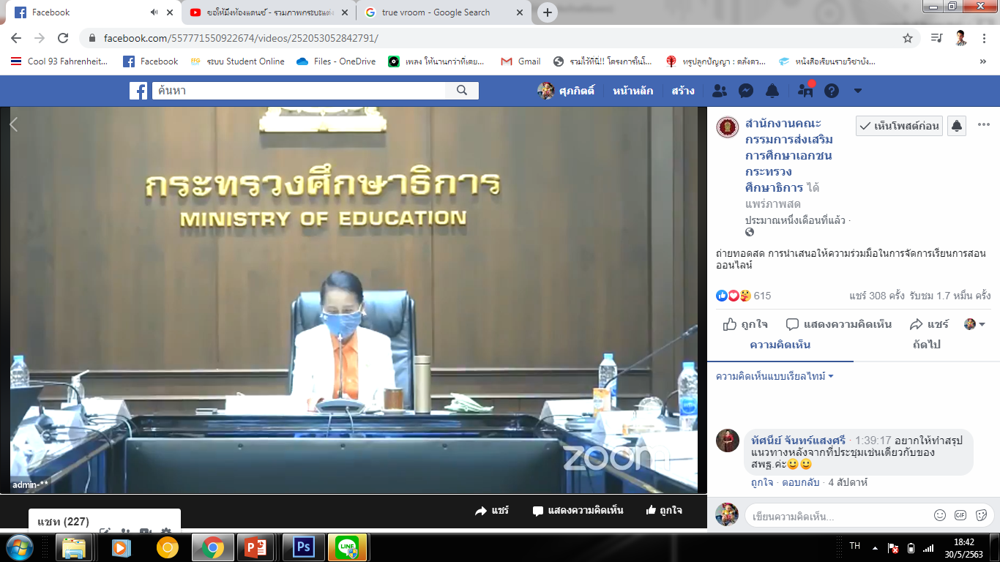 Facebook
ขอให้มึงท้องแดนซ์ - รวมภาพกระบะแต่ง
true vroom - Google Search
facebook.com/557771550922674/videos/252053052842791/
Cool 93 Fahrenheit...
Facebook
ระบบ Student Online
Files - OneDrive
เพลง ให้นานกว่าที่เคย...
Gmail
รวมไว้ที่นี่!! โครงการในโ...
ทรูปลูกปัญญา : คลังคว...
หนังสือเรียนรายวิชาบัง...
»
ค้นหา
ศุภกิตติ์
หน้าหลัก
สร้าง
กระทรวงศึกษาธิการ
MINISTRY OF EDUCATION
zoom
admin-**
สำนักงานคณะ
กรรมการส่งเสริม
การศึกษาเอกชน
กระทรวง
ศึกษาธิการ ได้
แพร่ภาพสด
ประมาณหนึ่งเดือนที่แล้ว ·
เห็นโพสต์ก่อน
ถ่ายทอดสด การนำเสนอให้ความร่วมมือในการจัดการเรียนการสอน
ออนไลน์
615
แชร์ 308 ครั้ง รับชม 1.7 หมื่น ครั้ง
ถูกใจ
แสดงความคิดเห็น
แชร์
ความคิดเห็น
ถัดไป
ความคิดเห็นแบบเรียลไทม์
ทัศนีย์ จันทร์แสงศรี · 1:39:17 อยากให้ทำสรุป
แนวทางหลังจากที่ประชุมเช่นเดียวกับของ
สพฐ.ค่ะ
ถูกใจ · ตอบกลับ · 4 สัปดาห์
แชร์
แสดงความคิดเห็น
ถูกใจ
เขียนความคิดเห็น...
GIF
แชท (227)
Ps
LINE
TH
18:42
30/5/2563